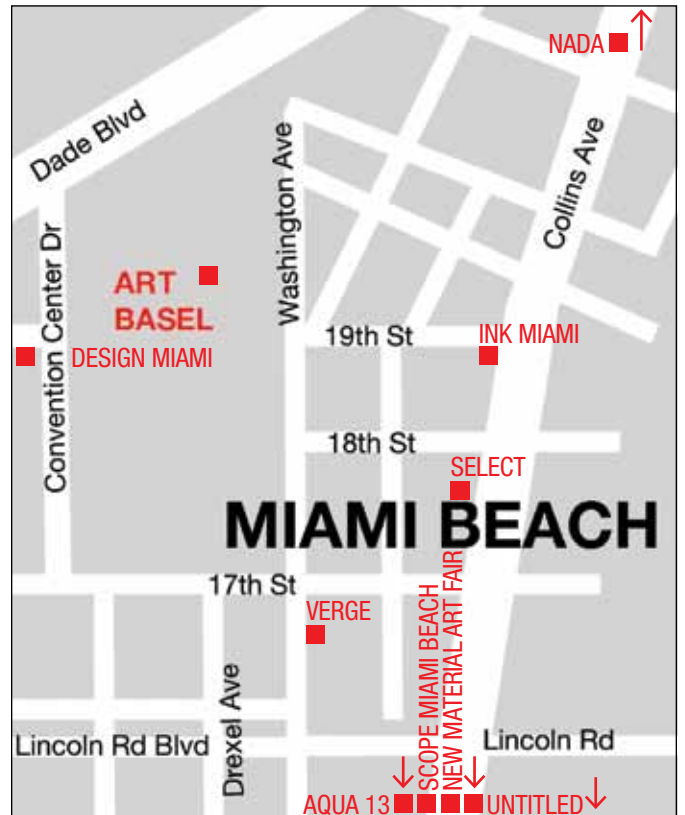 NADA
Dade Blvd
Washington Ave
Collins Ave
Convention Center Dr
ART
BASEL
19th St
INK MIAMI
DESIGN MIAMI
18th St
SELECT
MIAMI BEACH
17th St
SCOPE MIAMI BEACH
NEW MATERIAL ART FAIR
VERGE
Drexel Ave
Lincoln Rd Blvd
Lincoln Rd
AQUA 13
UNTITLED